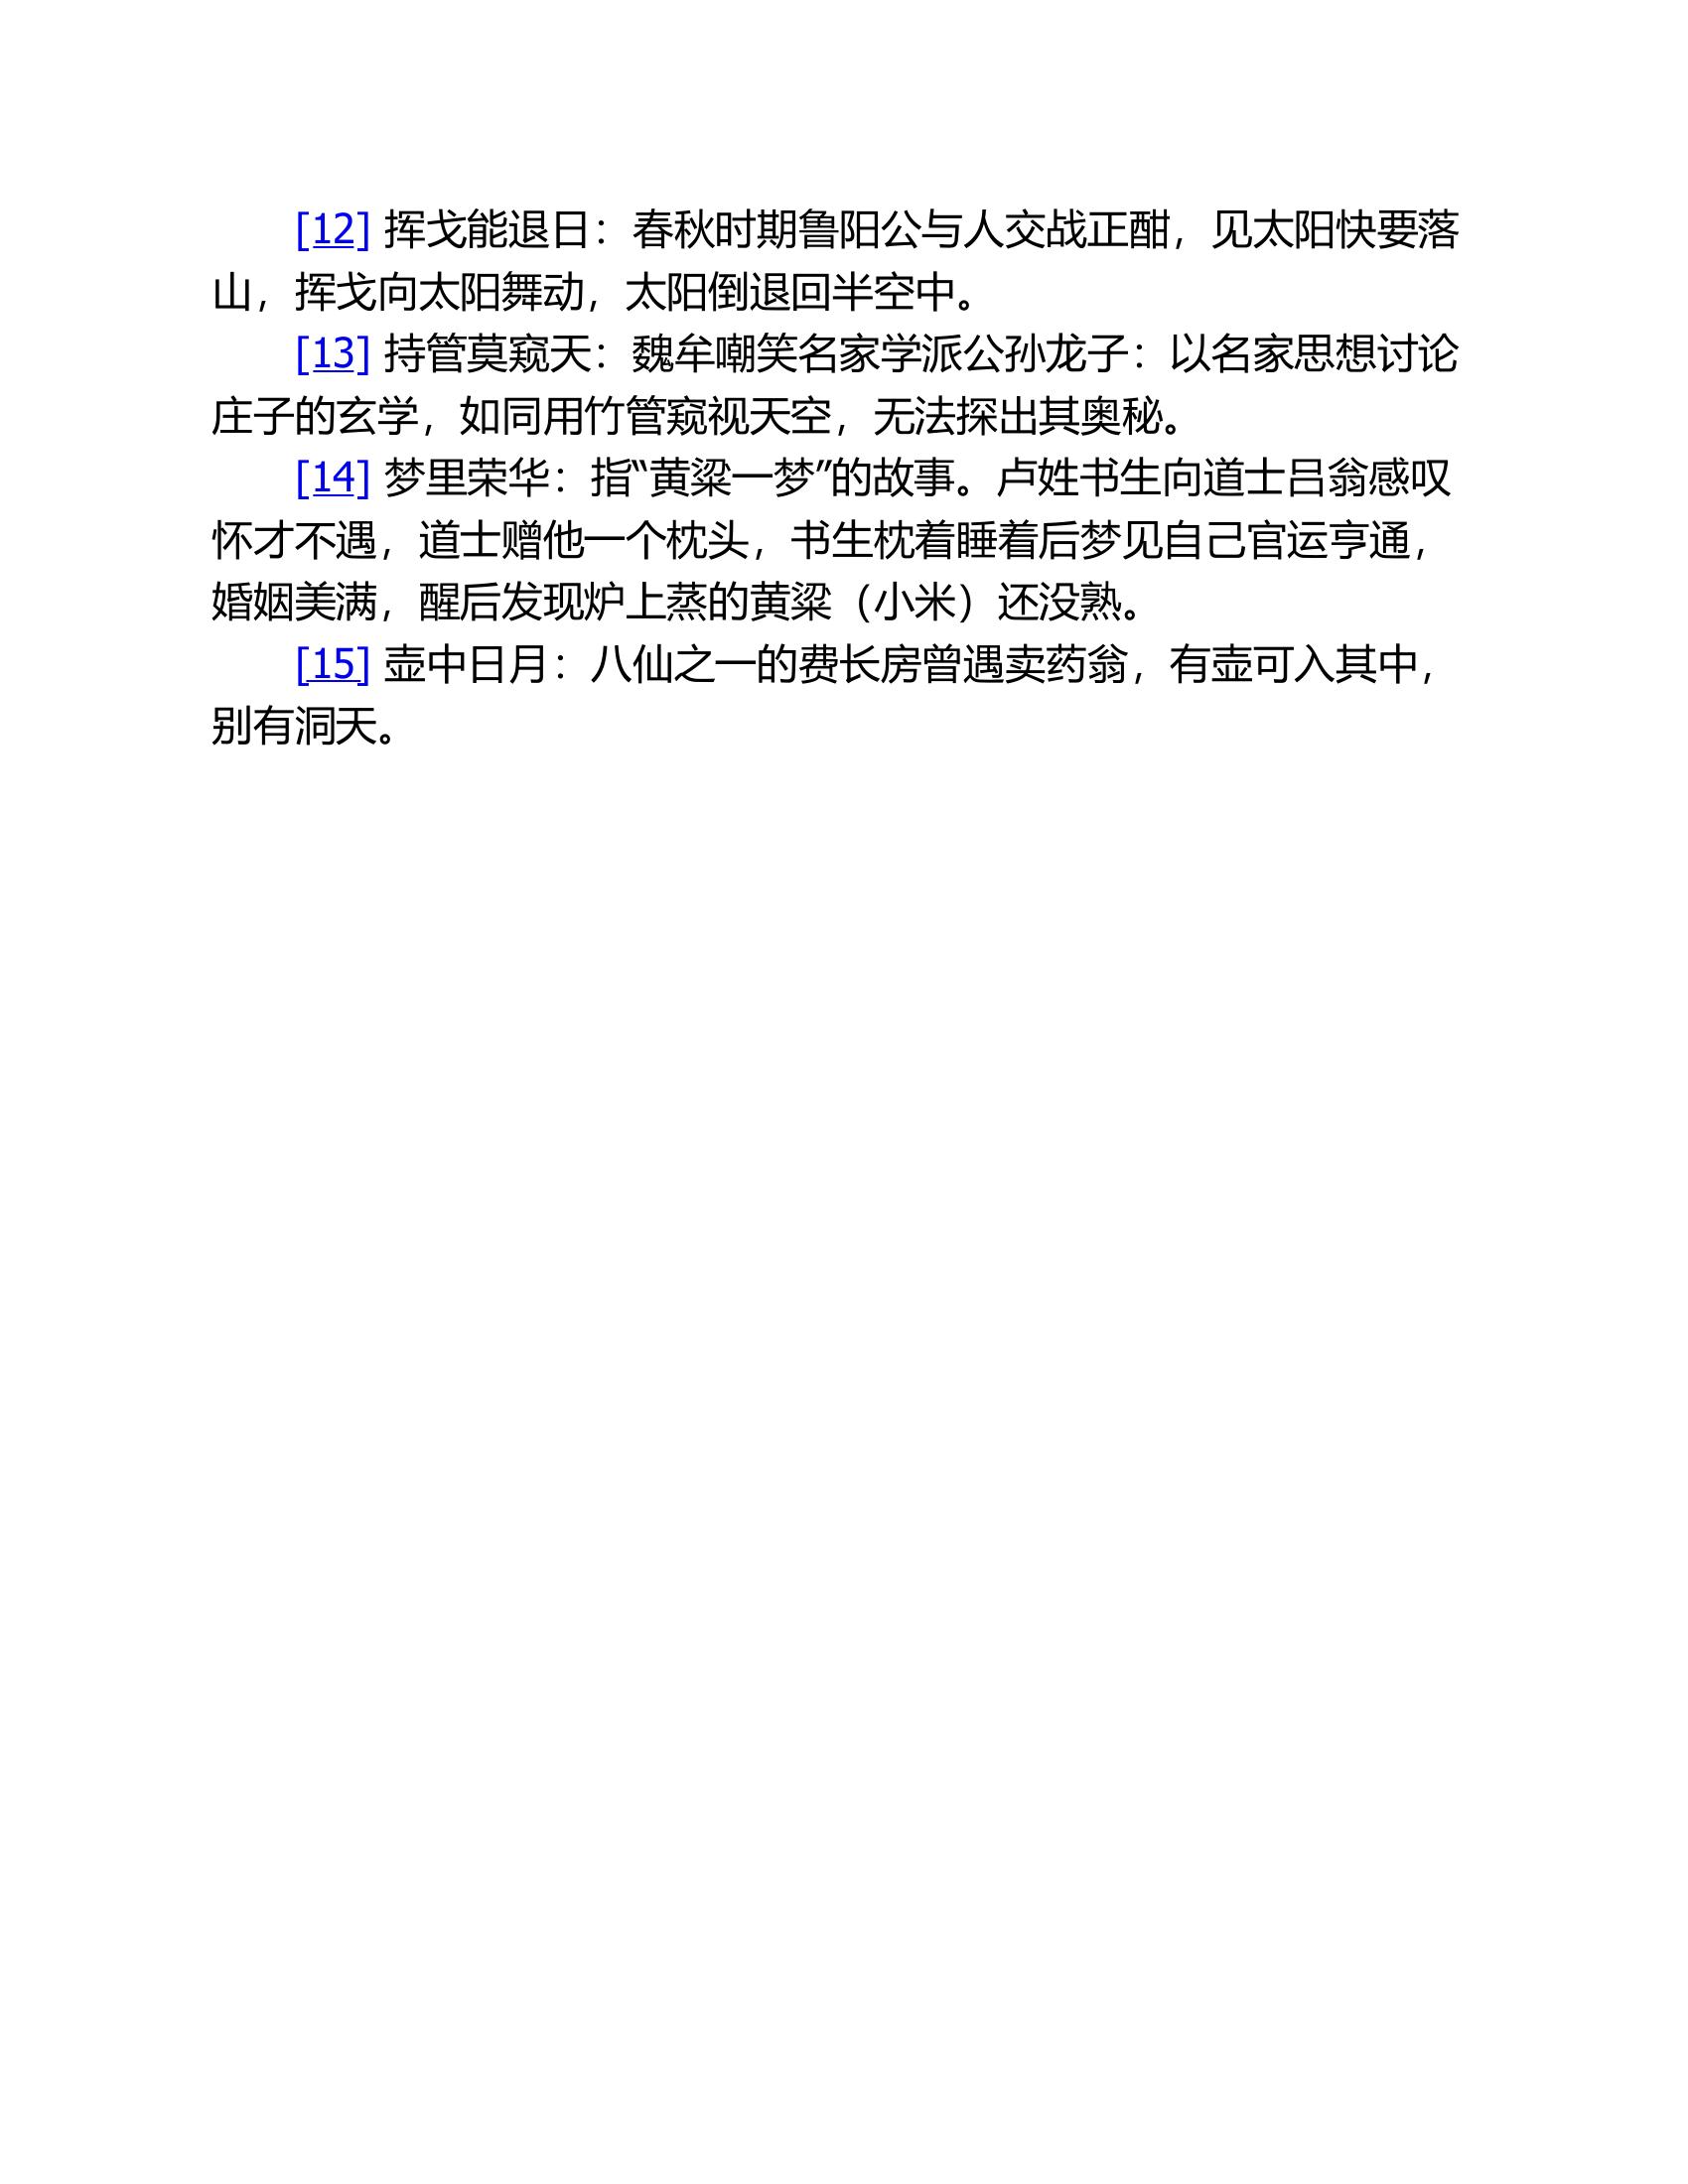 [12] 挥戈能退日：春秋时期鲁阳公与人交战正酣，见太阳快要落
山，挥戈向太阳舞动，太阳倒退回半空中。
[13] 持管莫窥天：魏牟嘲笑名家学派公孙龙子：以名家思想讨论
庄子的玄学，如同用竹管窥视天空，无法探出其奥秘。
[14] 梦里荣华：指“黄粱一梦”的故事。卢姓书生向道士吕翁感叹
怀才不遇，道士赠他一个枕头，书生枕着睡着后梦见自己官运亨通，
婚姻美满，醒后发现炉上蒸的黄粱（小米）还没熟。
[15] 壶中日月：八仙之一的费长房曾遇卖药翁，有壶可入其中，
别有洞天。